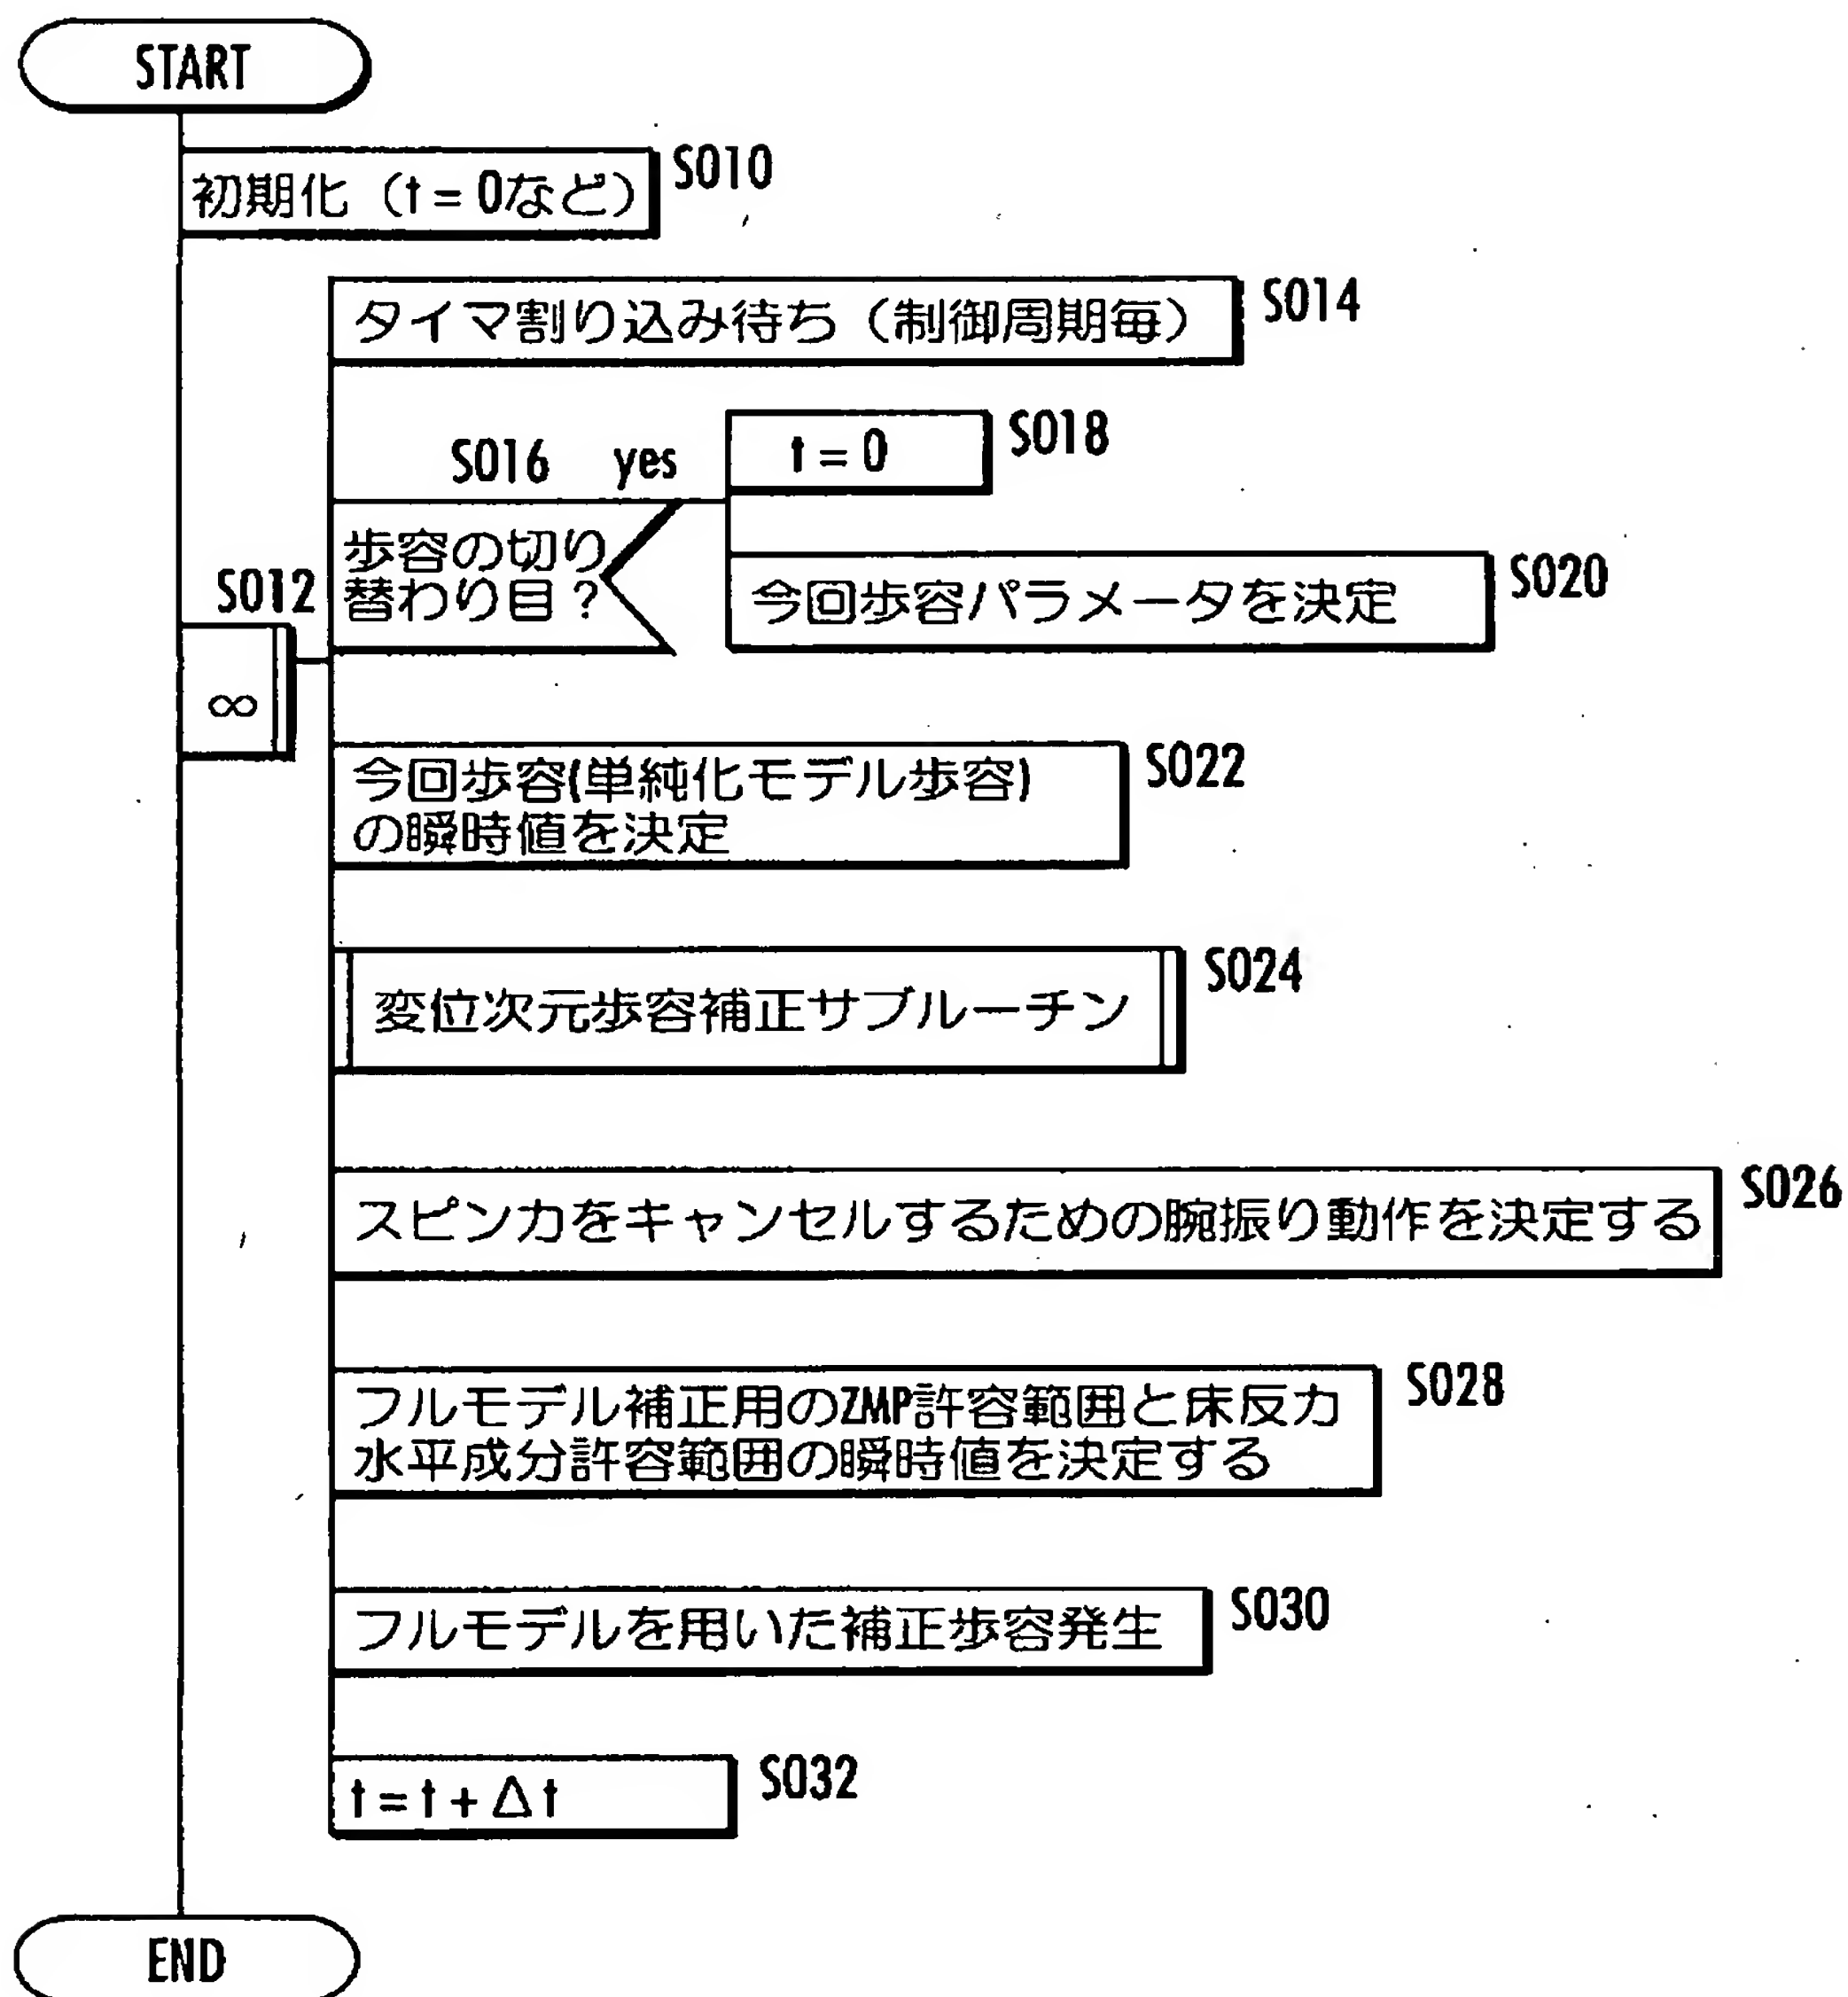 START
初期化（t = 0など）
S010
タイマ割り込み待ち（制御周期毎）
S014
S016
yes
t = 0
S018
歩容の切り
替わり目？
S012
今回歩容パラメータを決定
S020
∞
今回歩容(単純化モデル歩容)
の瞬時値を決定
S022
変位次元歩容補正サブルーチン
S024
スピン力をキャンセルするための腕振り動作を決定する
S026
フルモデル補正用のZMP許容範囲と床反力
水平成分許容範囲の瞬時値を決定する
S028
フルモデルを用いた補正歩容発生
S030
t = t + Δt
S032
END